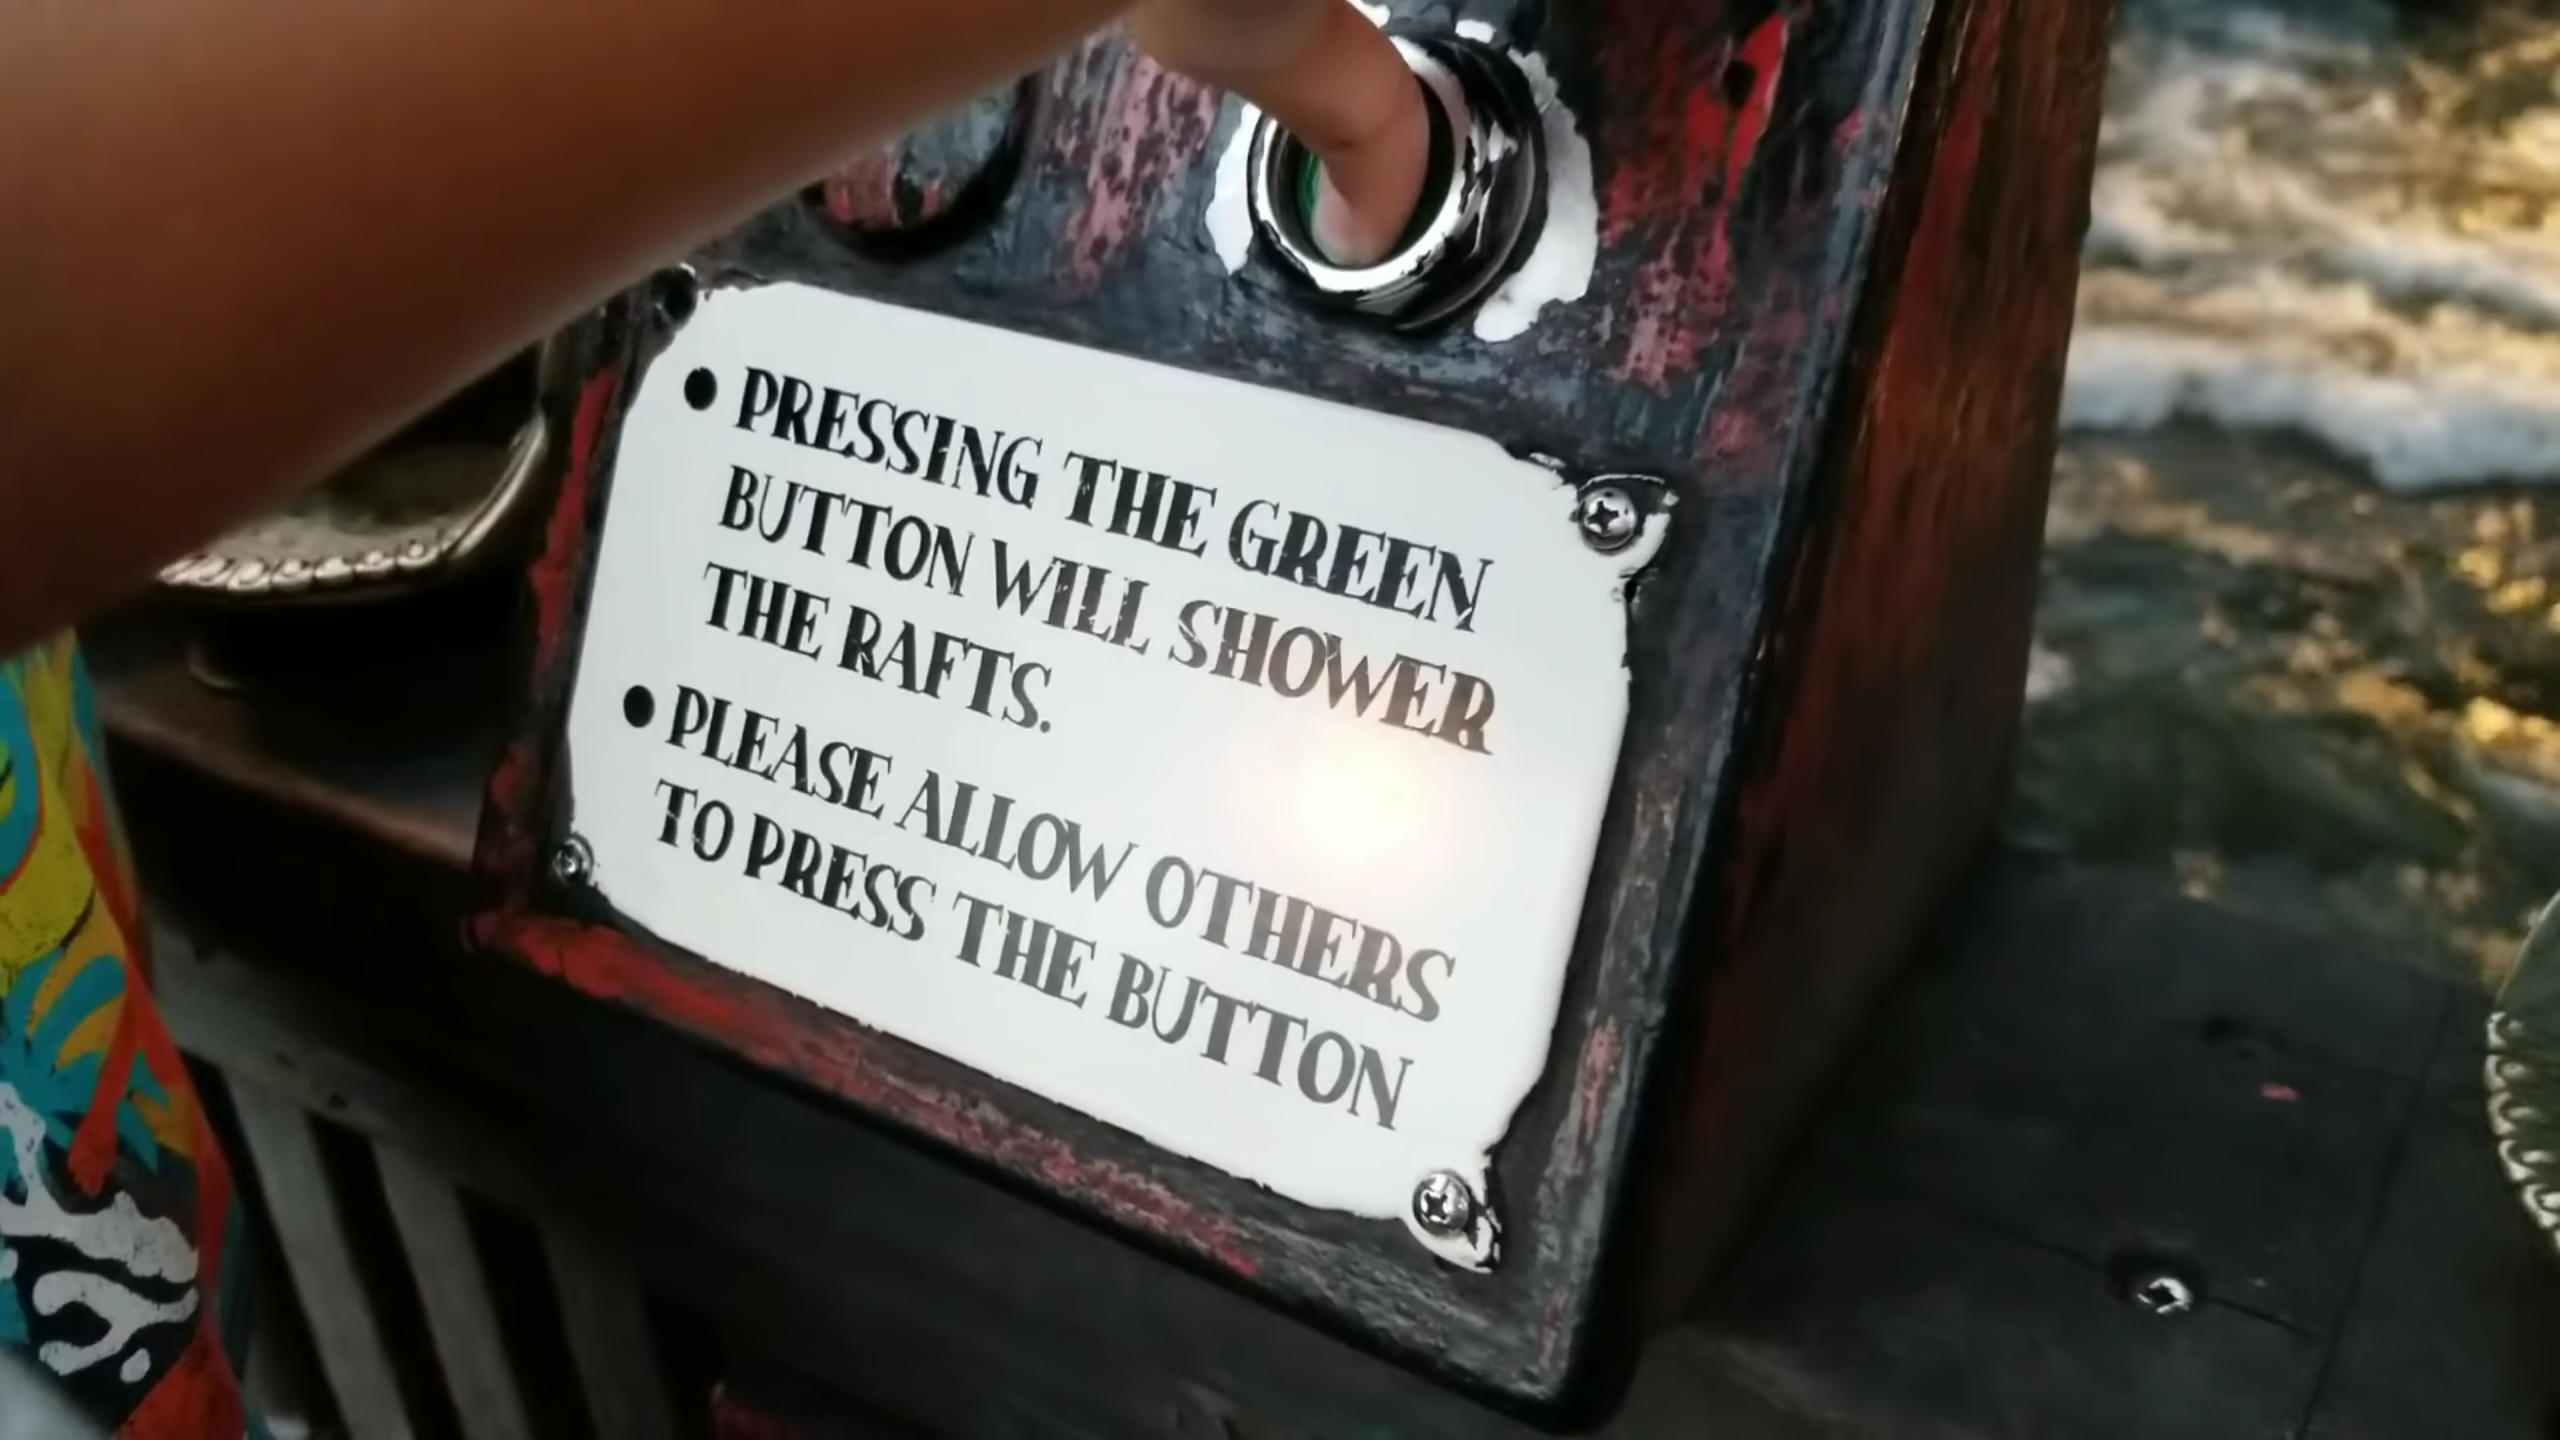 • PRESSING THE GREEN
BUTTON WILL SHOWER
THE RAFTS.
• PLEASE ALLOW OTHERS
TO PRESS THE BUTTON